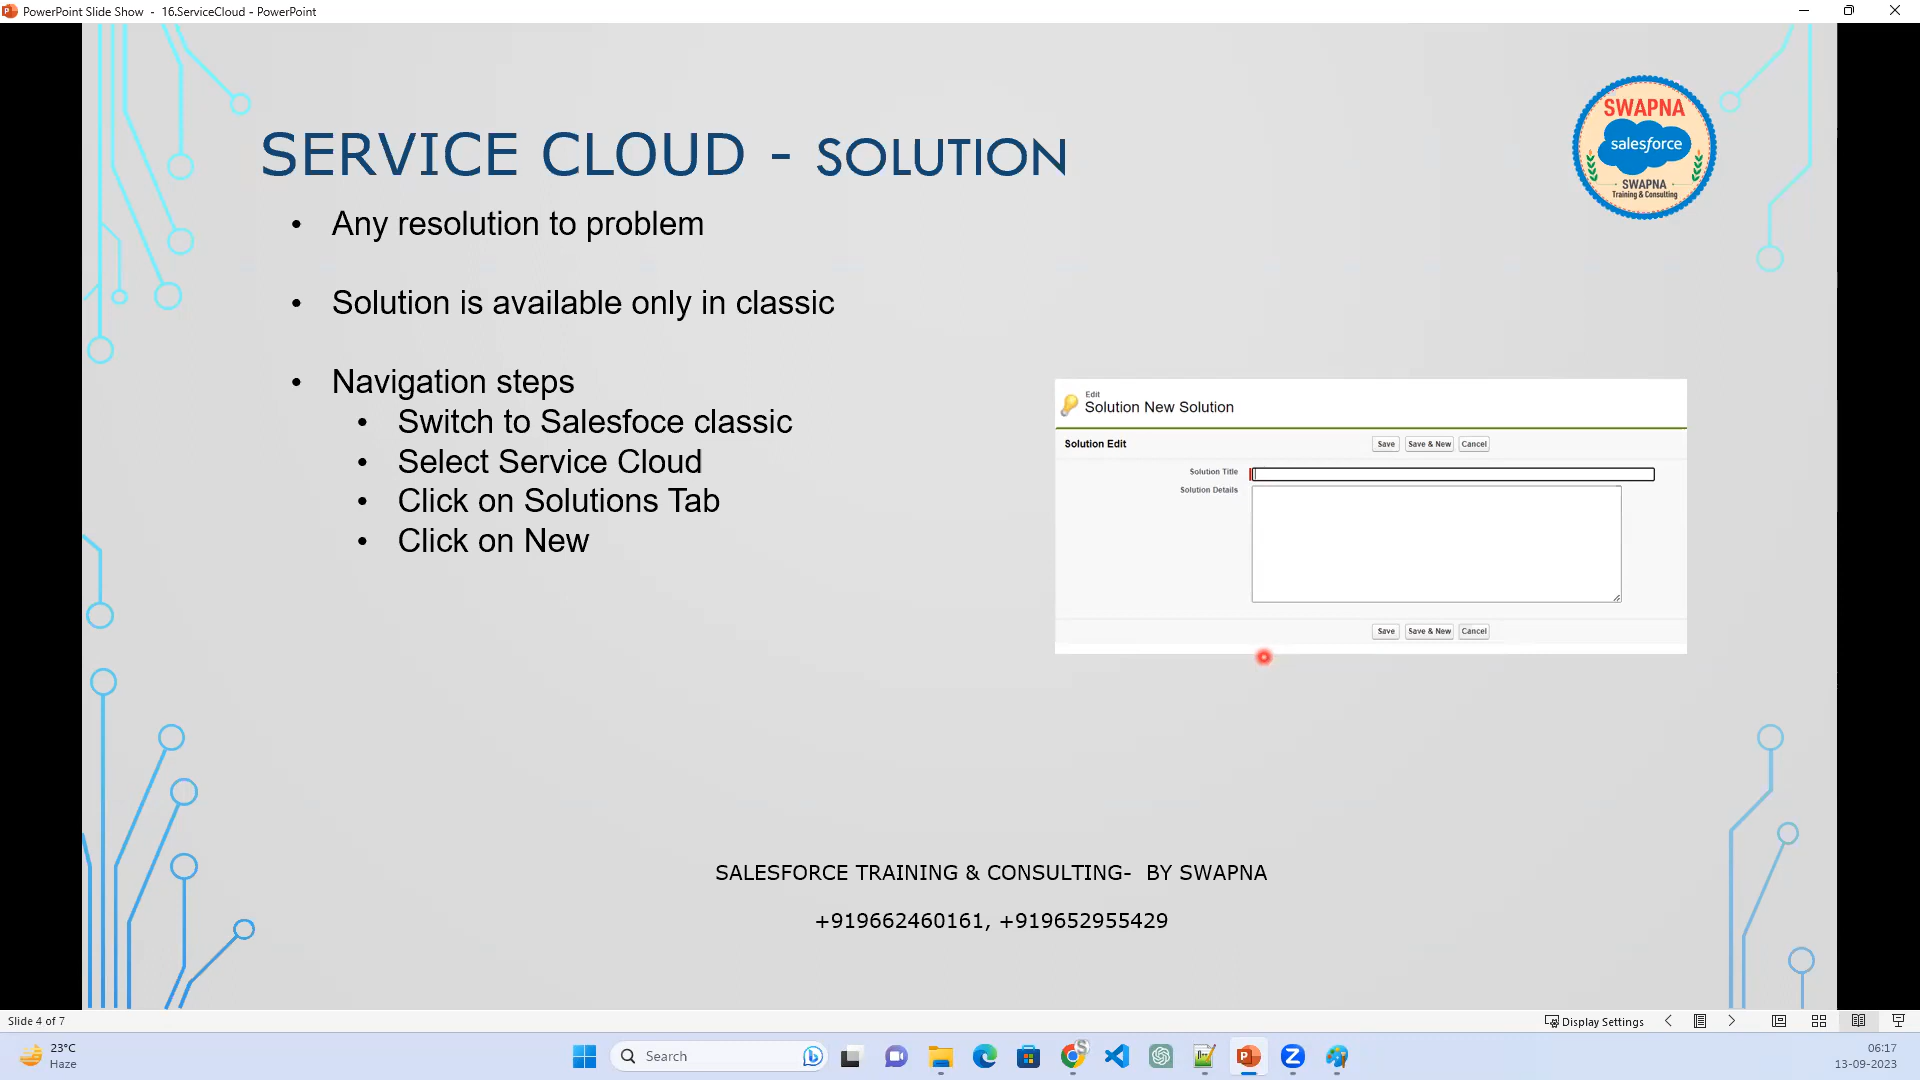 PowerPoint Slide Show - 16.ServiceCloud - PowerPoint
SERVICE CLOUD - SOLUTION
SWAPNA
salesforce
SWAPNA
Training & Consulting
• Any resolution to problem
• Solution is available only in classic
• Navigation steps
• Switch to Salesfoce classic
• Select Service Cloud
• Click on Solutions Tab
• Click on New
Edit
Solution New Solution
Solution Edit
Save Save & New Cancel
Solution Title
Solution Details
Save Save & New Cancel
SALESFORCE TRAINING & CONSULTING- BY SWAPNA
+919662460161, +919652955429
Slide 4 of 7
Display Settings
23°C
Haze
Search
06:17
13-09-2023